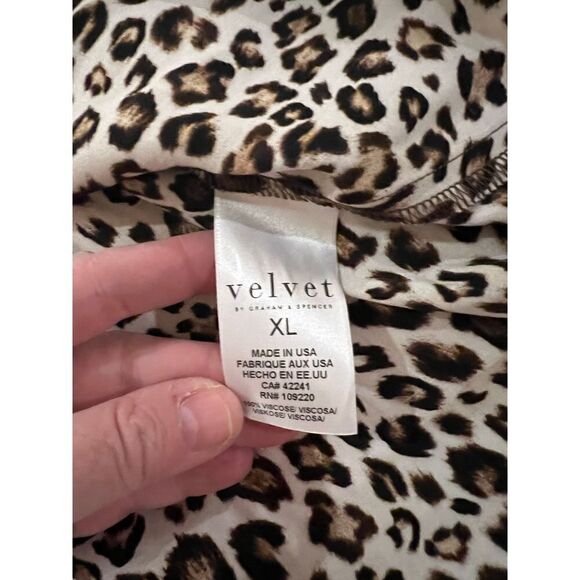 velvet
BY GRAHAM & SPENCER
XL
MADE IN USA
FABRIQUE AUX USA
HECHO EN EE.UU
CA# 42241
RN# 109220
100% VISCOSE/ VISCOSA/
VISKOSE/ VISCOSA/